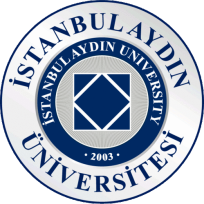 İSTANBUL AYDIN
ÜNİVERSİTESİ
İSTANBUL AYDIN UNIVERSITY
· 2003 ·